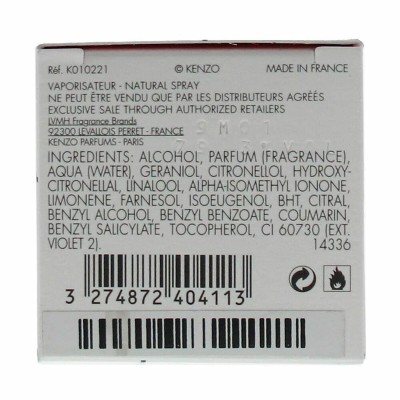 Réf. K010221 © KENZO MADE IN FRANCE
VAPORISATEUR - NATURAL SPRAY
NE PEUT ÊTRE VENDU QUE PAR LES DISTRIBUTEURS AGRÉÉS
EXCLUSIVE SALE THROUGH AUTHORIZED RETAILERS
LVMH Fragrance Brands
92300 LEVALLOIS PERRET - FRANCE
KENZO PARFUMS - PARIS
INGREDIENTS: ALCOHOL, PARFUM (FRAGRANCE),
AQUA (WATER), GERANIOL, CITRONELLOL, HYDROXY-
CITRONELLAL, LINALOOL, ALPHA-ISOMETHYL IONONE,
LIMONENE, FARNESOL, ISOEUGENOL, BHT, CITRAL,
BENZYL ALCOHOL, BENZYL BENZOATE, COUMARIN,
BENZYL SALICYLATE, TOCOPHEROL, CI 60730 (EXT.
VIOLET 2). 14336
3 274872 404113